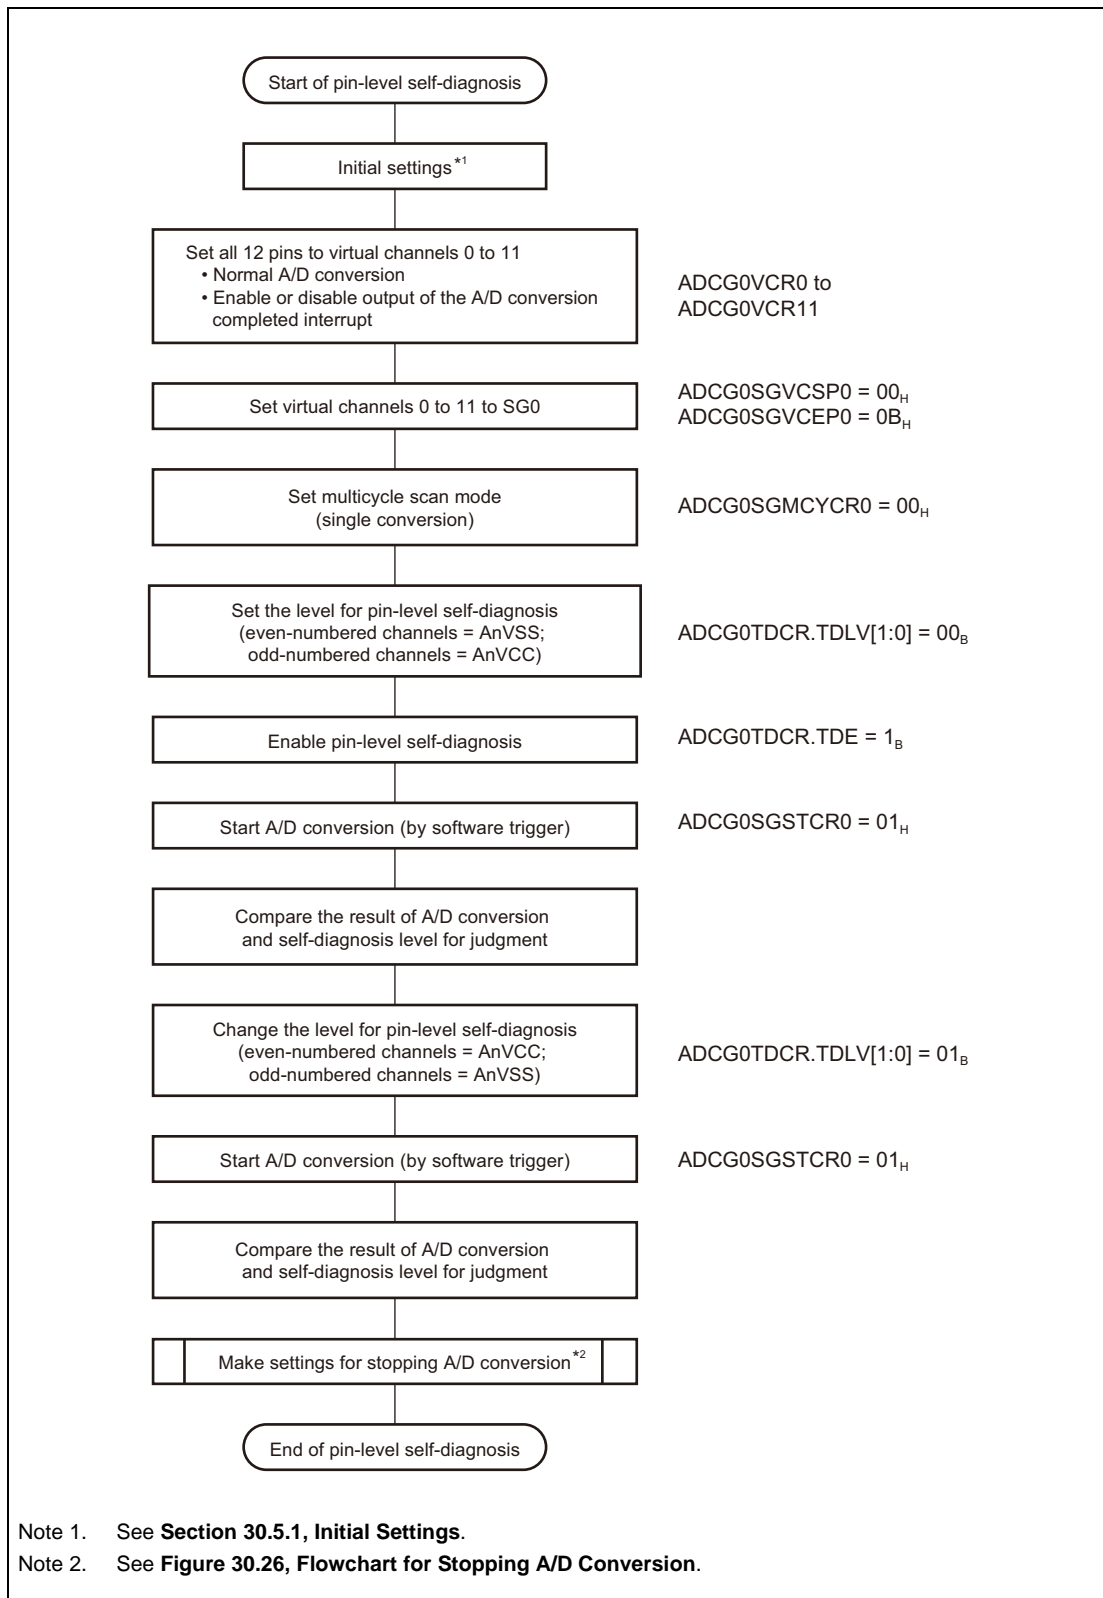 Start of pin-level self-diagnosis
Initial settings*1
Set all 12 pins to virtual channels 0 to 11
• Normal A/D conversion
• Enable or disable output of the A/D conversion
completed interrupt
ADCG0VCR0 to
ADCG0VCR11
Set virtual channels 0 to 11 to SG0
ADCG0SGVCSP0 = 00H
ADCG0SGVCEP0 = 0BH
Set multicycle scan mode
(single conversion)
ADCG0SGMCYCR0 = 00H
Set the level for pin-level self-diagnosis
(even-numbered channels = AnVSS;
odd-numbered channels = AnVCC)
ADCG0TDCR.TDLV[1:0] = 00B
Enable pin-level self-diagnosis
ADCG0TDCR.TDE = 1B
Start A/D conversion (by software trigger)
ADCG0SGSTCR0 = 01H
Compare the result of A/D conversion
and self-diagnosis level for judgment
Change the level for pin-level self-diagnosis
(even-numbered channels = AnVCC;
odd-numbered channels = AnVSS)
ADCG0TDCR.TDLV[1:0] = 01B
Start A/D conversion (by software trigger)
ADCG0SGSTCR0 = 01H
Compare the result of A/D conversion
and self-diagnosis level for judgment
Make settings for stopping A/D conversion*2
End of pin-level self-diagnosis
Note 1. See Section 30.5.1, Initial Settings.
Note 2. See Figure 30.26, Flowchart for Stopping A/D Conversion.